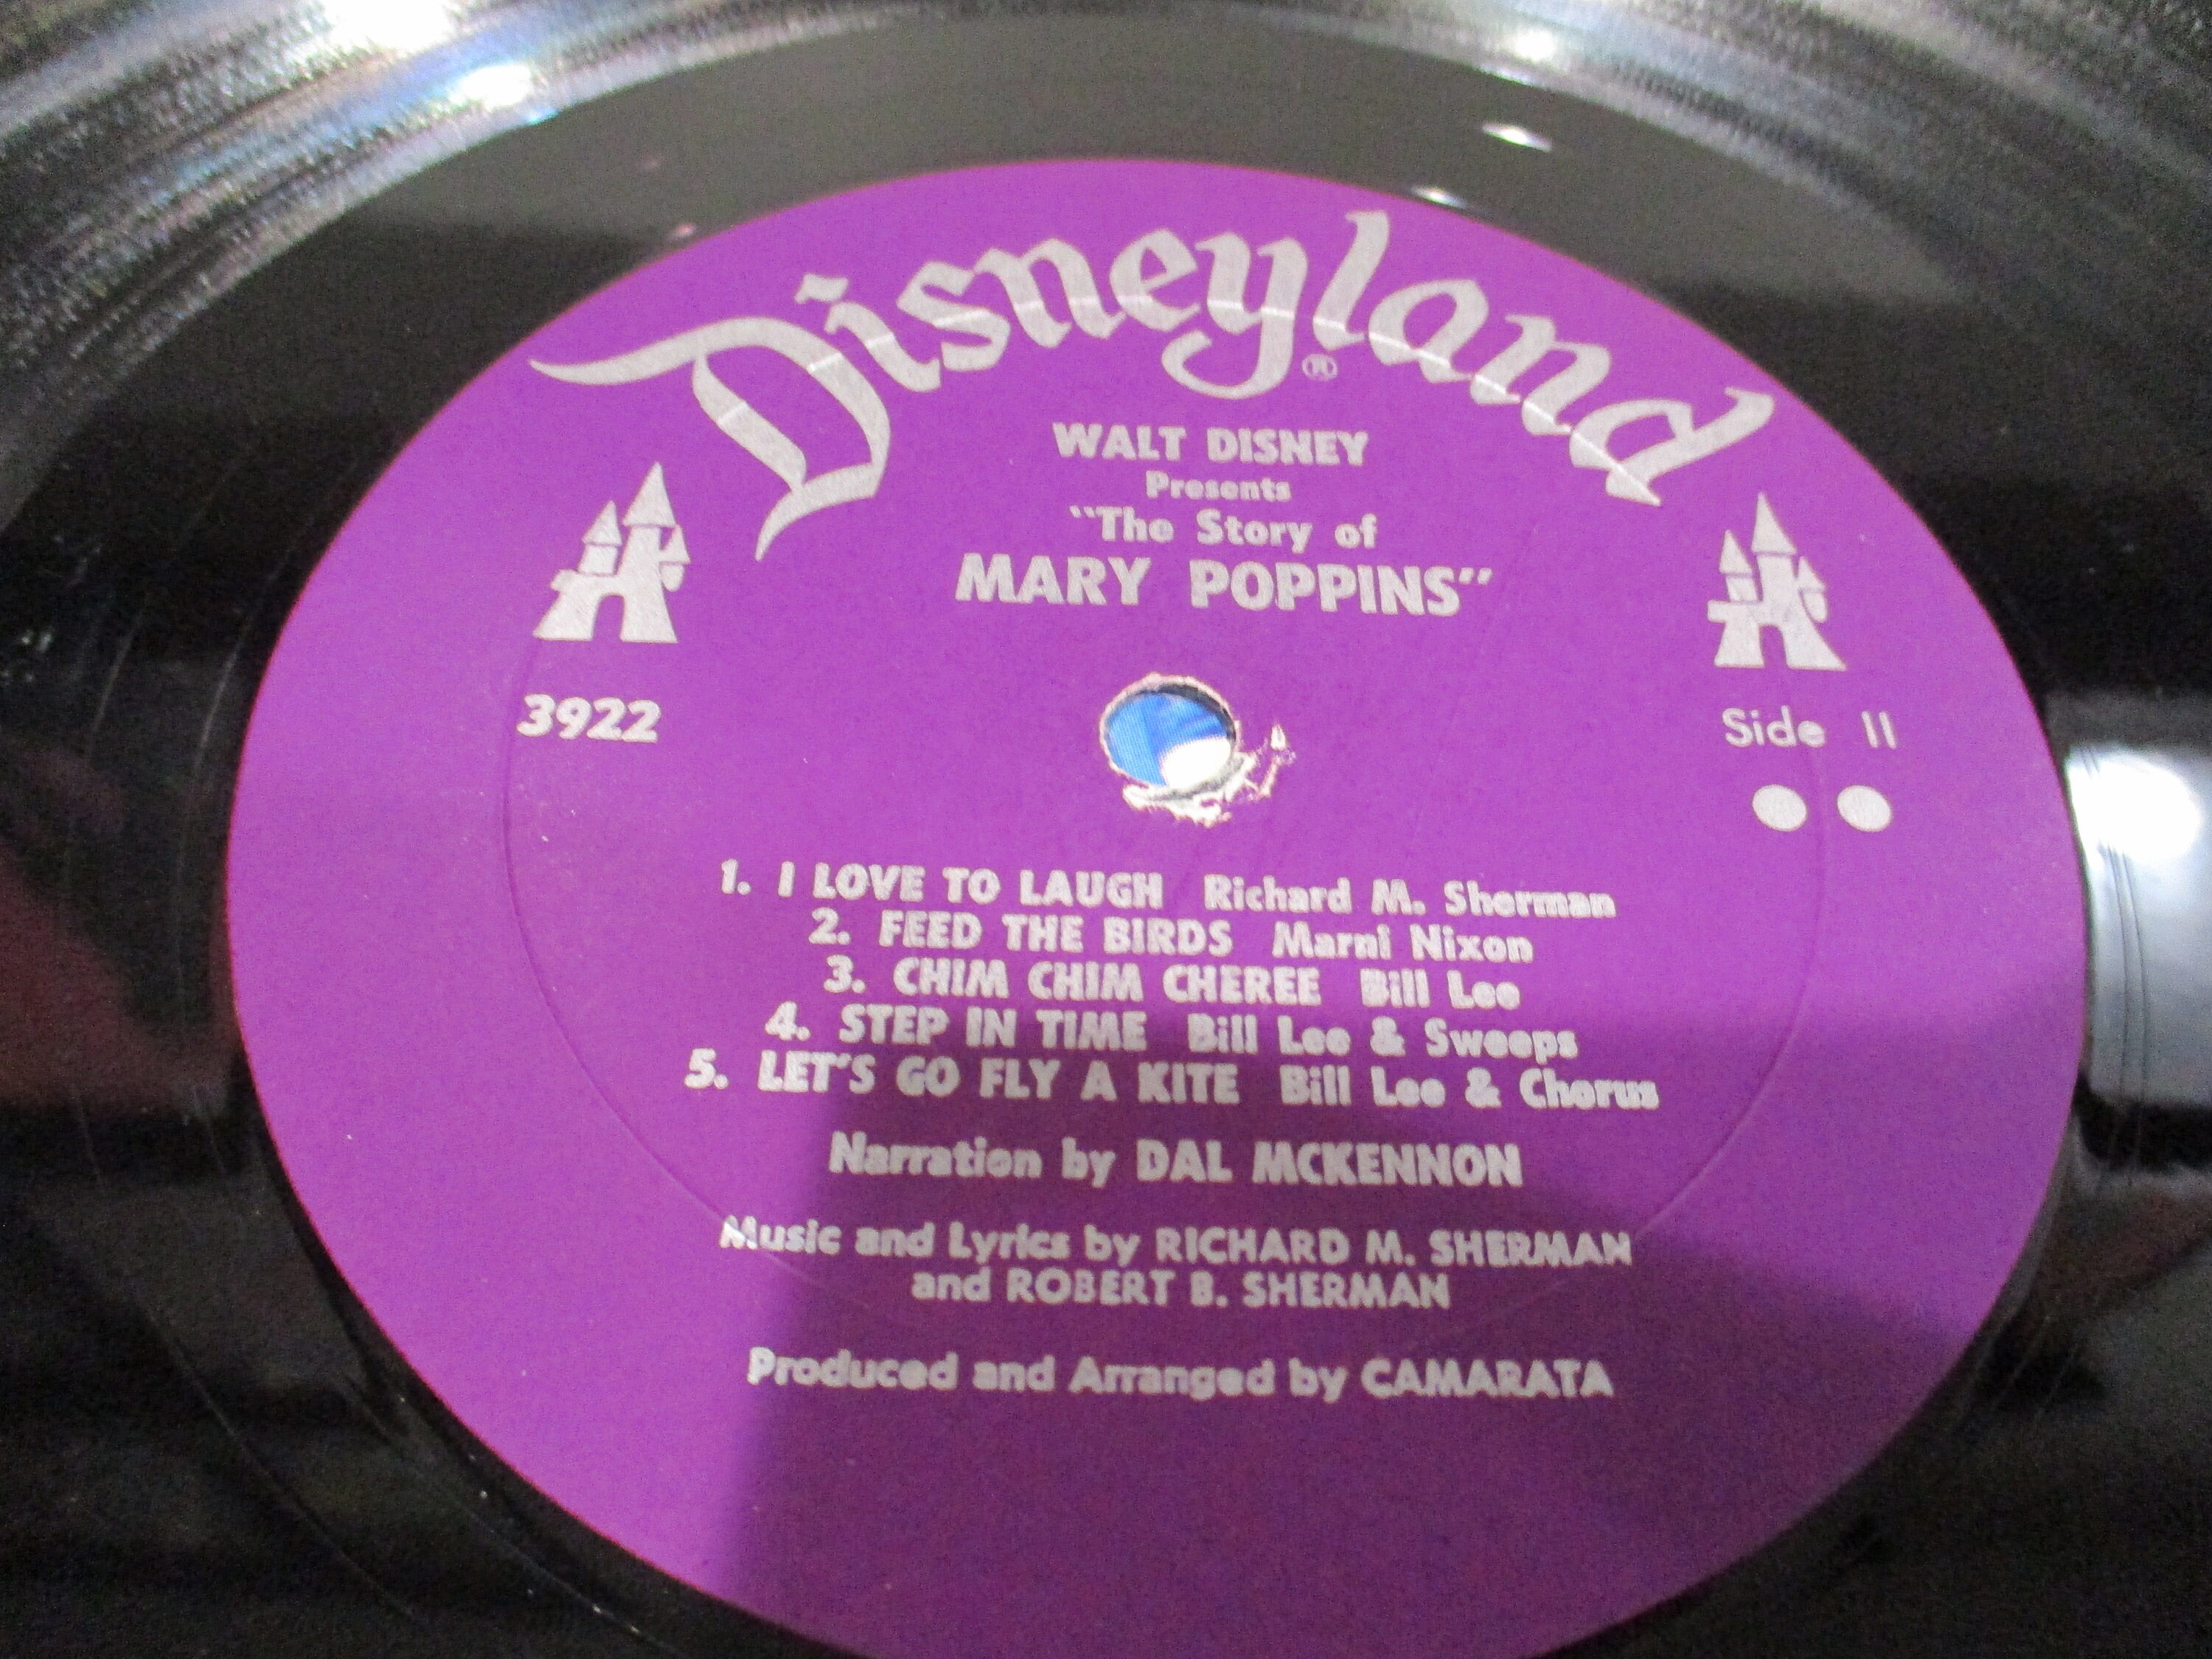 Disneyland®
WALT DISNEY
Presents
"The Story of
MARY POPPINS"
3922
Side II
1. I LOVE TO LAUGH Richard M. Sherman
2. FEED THE BIRDS Marni Nixon
3. CHIM CHIM CHEREE Bill Lee
4. STEP IN TIME Bill Lee & Sweeps
5. LET'S GO FLY A KITE Bill Lee & Chorus
Narration by DAL MCKENNON
Music and Lyrics by RICHARD M. SHERMAN
and ROBERT B. SHERMAN
Produced and Arranged by CAMARATA